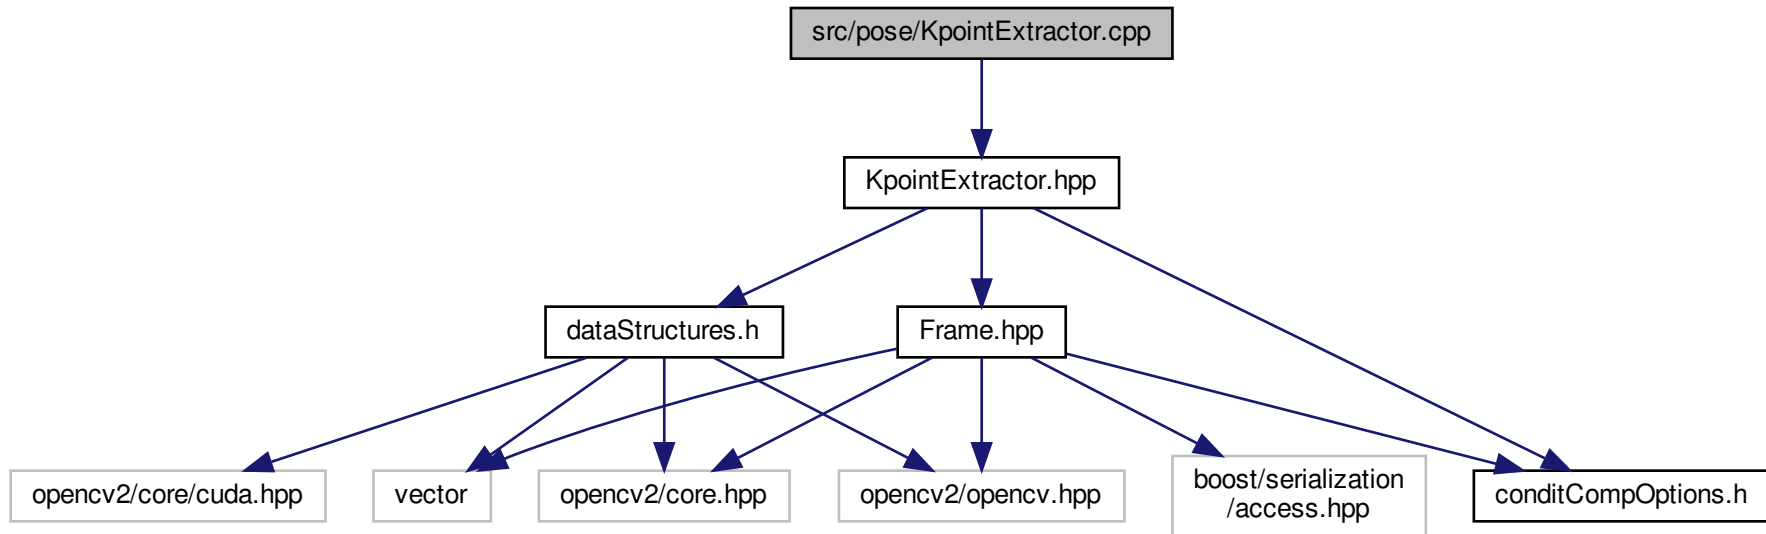 src/pose/KpointExtractor.cpp
KpointExtractor.hpp
dataStructures.h
Frame.hpp
opencv2/core/cuda.hpp
vector
opencv2/core.hpp
opencv2/opencv.hpp
boost/serialization
/access.hpp
conditCompOptions.h